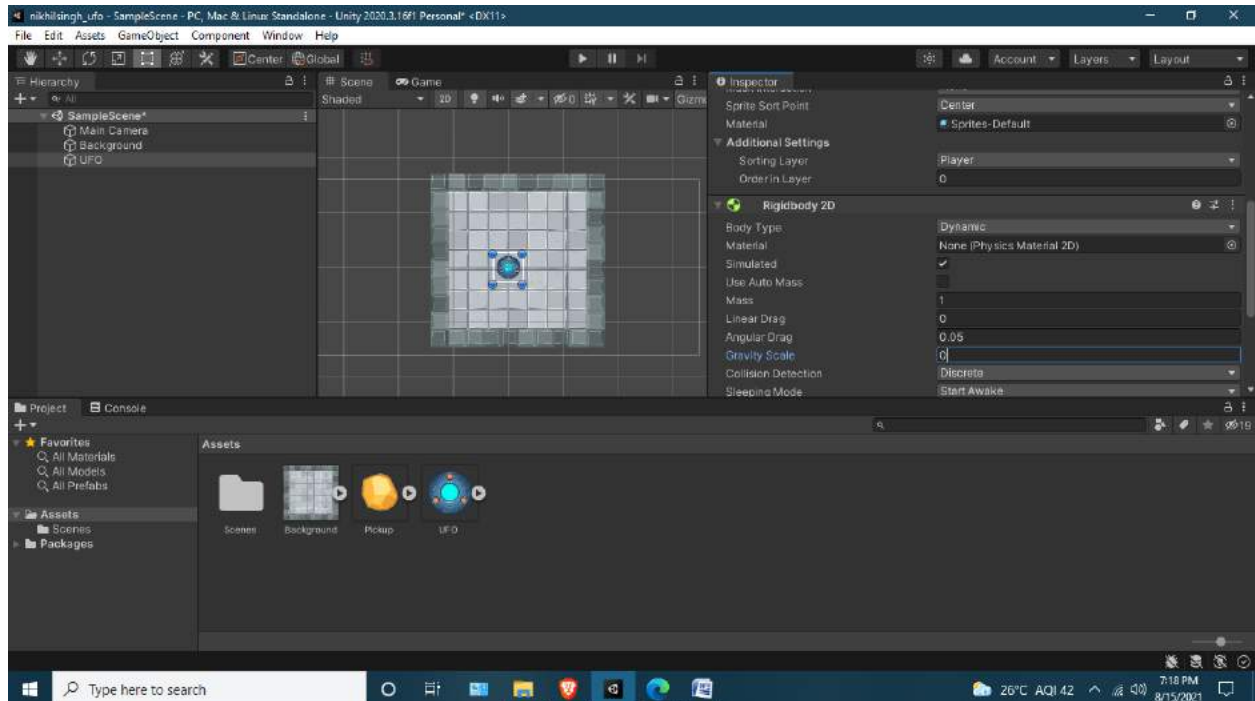 nikhilsingh_ufo - SampleScene - PC, Mac & Linux Standalone - Unity 2020.3.16f1 Personal* <DX11>
File Edit Assets GameObject Component Window Help
Center Global
Account Layers Layout
Hierarchy
All
SampleScene*
Main Camera
Background
UFO
Scene Game
Shaded 2D 0 Gizm
Inspector
Sprite Sort Point Center
Material Sprites-Default
Additional Settings
Sorting Layer Player
Order in Layer 0
Rigidbody 2D
Body Type Dynamic
Material None (Physics Material 2D)
Simulated
Use Auto Mass
Mass 1
Linear Drag 0
Angular Drag 0.05
Gravity Scale 0
Collision Detection Discrete
Sleeping Mode Start Awake
Project Console
19
Favorites
All Materials
All Models
All Prefabs
Assets
Scenes
Packages
Assets
Scenes Background Pickup UFO
Type here to search
26°C AQI 42
7:18 PM
8/15/2021